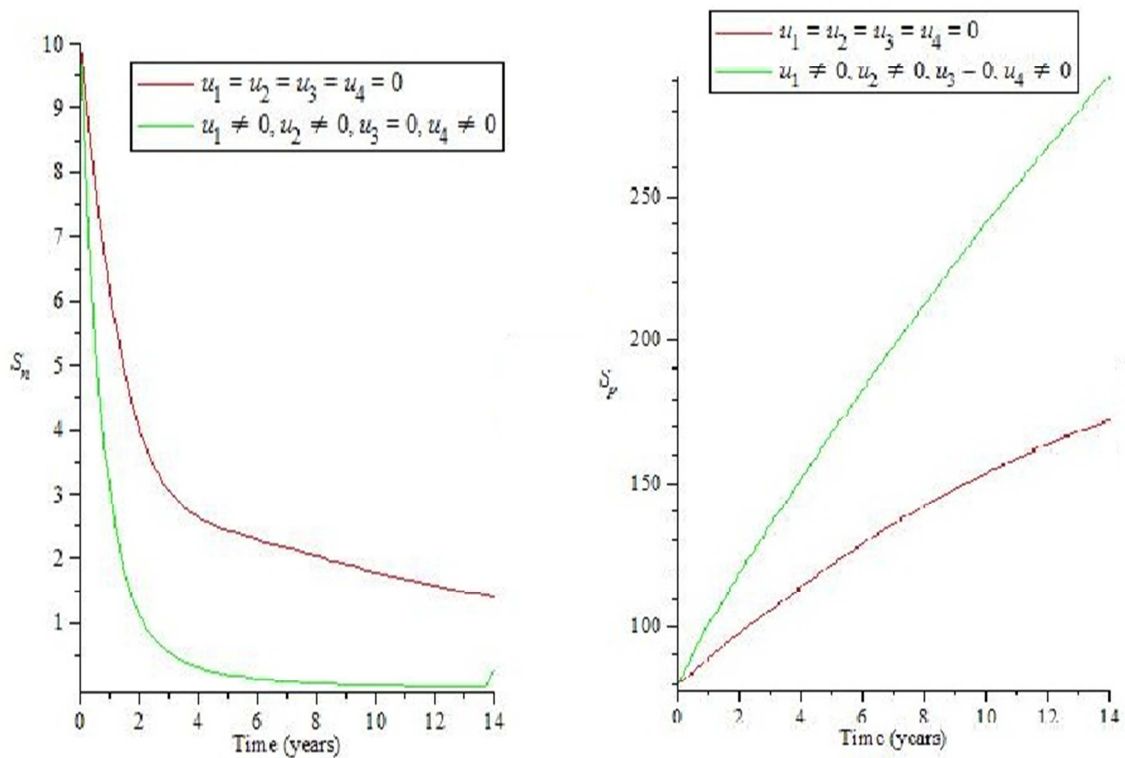 10
9
8
7
6
5
4
3
2
1
S_n
u_1 = u_2 = u_3 = u_4 = 0
u_1 ≠ 0, u_2 ≠ 0, u_3 = 0, u_4 ≠ 0
0 2 4 6 8 10 12 14
Time (years)
u_1 = u_2 = u_3 = u_4 = 0
u_1 ≠ 0, u_2 ≠ 0, u_3 – 0, u_4 ≠ 0
250
200
150
100
S_p
0 2 4 6 8 10 12 14
Time (years)